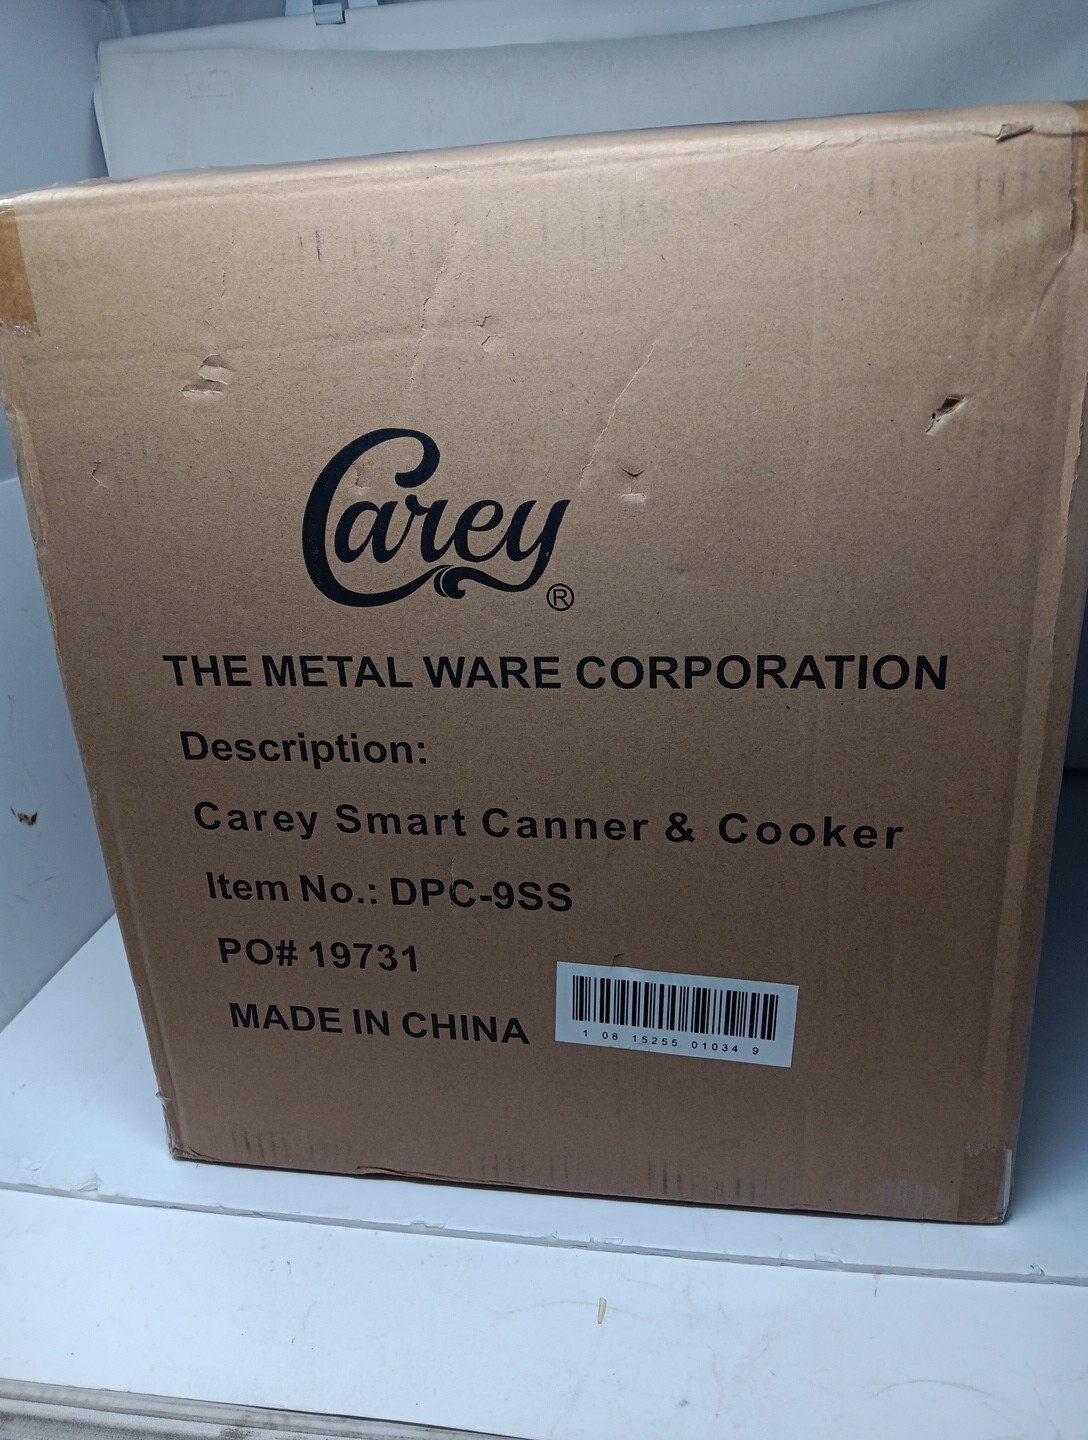 Carey®
THE METAL WARE CORPORATION
Description:
Carey Smart Canner & Cooker
Item No.: DPC-9SS
PO# 19731
MADE IN CHINA
1 08 15255 01034 9